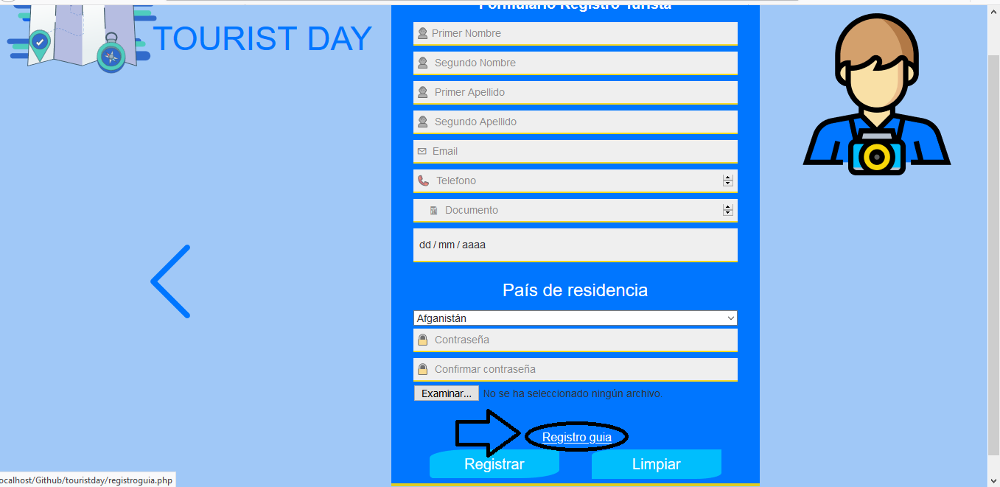 Formulario Registro Turista
TOURIST DAY
Primer Nombre
Segundo Nombre
Primer Apellido
Segundo Apellido
Email
Telefono
Documento
dd / mm / aaaa
País de residencia
Afganistán
Contraseña
Confirmar contraseña
Examinar... No se ha seleccionado ningún archivo.
Registro guia
Registrar Limpiar
ocalhost/Github/touristday/registroguia.php